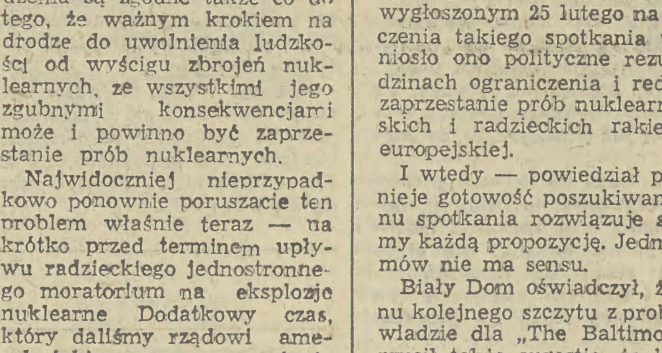 tego, że ważnym krokiem na
drodze do uwolnienia ludzko-
ści od wyścigu zbrojeń nuk-
learnych, ze wszystkimi jego
zgubnymi konsekwencjami
może i powinno być zaprze-
stanie prób nuklearnych.
Najwidoczniej nieprzypad-
kowo ponownie poruszacie ten
problem właśnie teraz — na
krótko przed terminem upły-
wu radzieckiego jednostronne-
go moratorium na eksplozje
nuklearne Dodatkowy czas,
który daliśmy rządowi ame-
wygłoszonym 25 lutego na
czenia takiego spotkania
niosło ono polityczne rezu
dzinach ograniczenia i red
zaprzestanie prób nuklearn
skich i radzieckich rakie
europejskiej.
I wtedy — powiedział p
nieje gotowość poszukiwan
nu spotkania rozwiązuje s
my każdą propozycję. Jedn
mów nie ma sensu.
Biały Dom oświadczył, ż
nu kolejnego szczytu z prob
wiadzie dla „The Baltimo